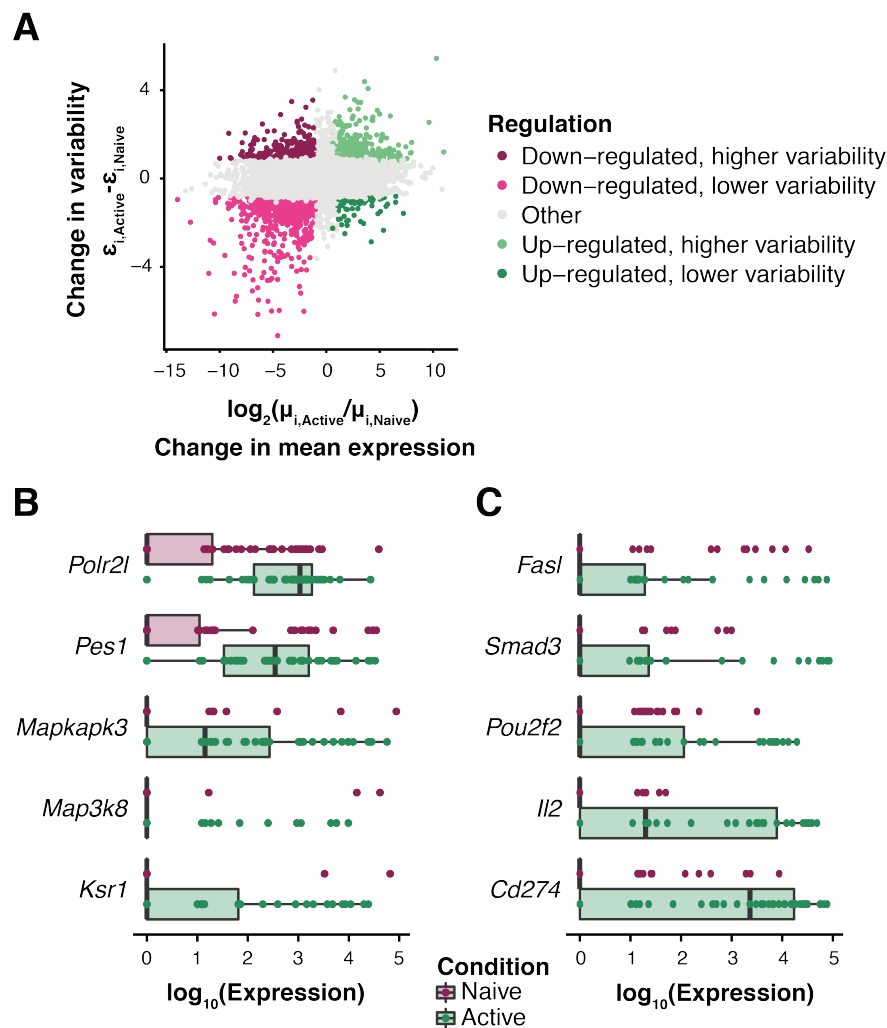 A
Change in variability
εi,Active -εi,Naive
4
0
−4
−15 −10 −5 0 5 10
log2(μi,Active/μi,Naive)
Change in mean expression
Regulation
Down−regulated, higher variability
Down−regulated, lower variability
Other
Up−regulated, higher variability
Up−regulated, lower variability
B
Polr2l
Pes1
Mapkapk3
Map3k8
Ksr1
0 1 2 3 4 5
log10(Expression)
C
Fasl
Smad3
Pou2f2
Il2
Cd274
0 1 2 3 4 5
log10(Expression)
Condition
Naive
Active